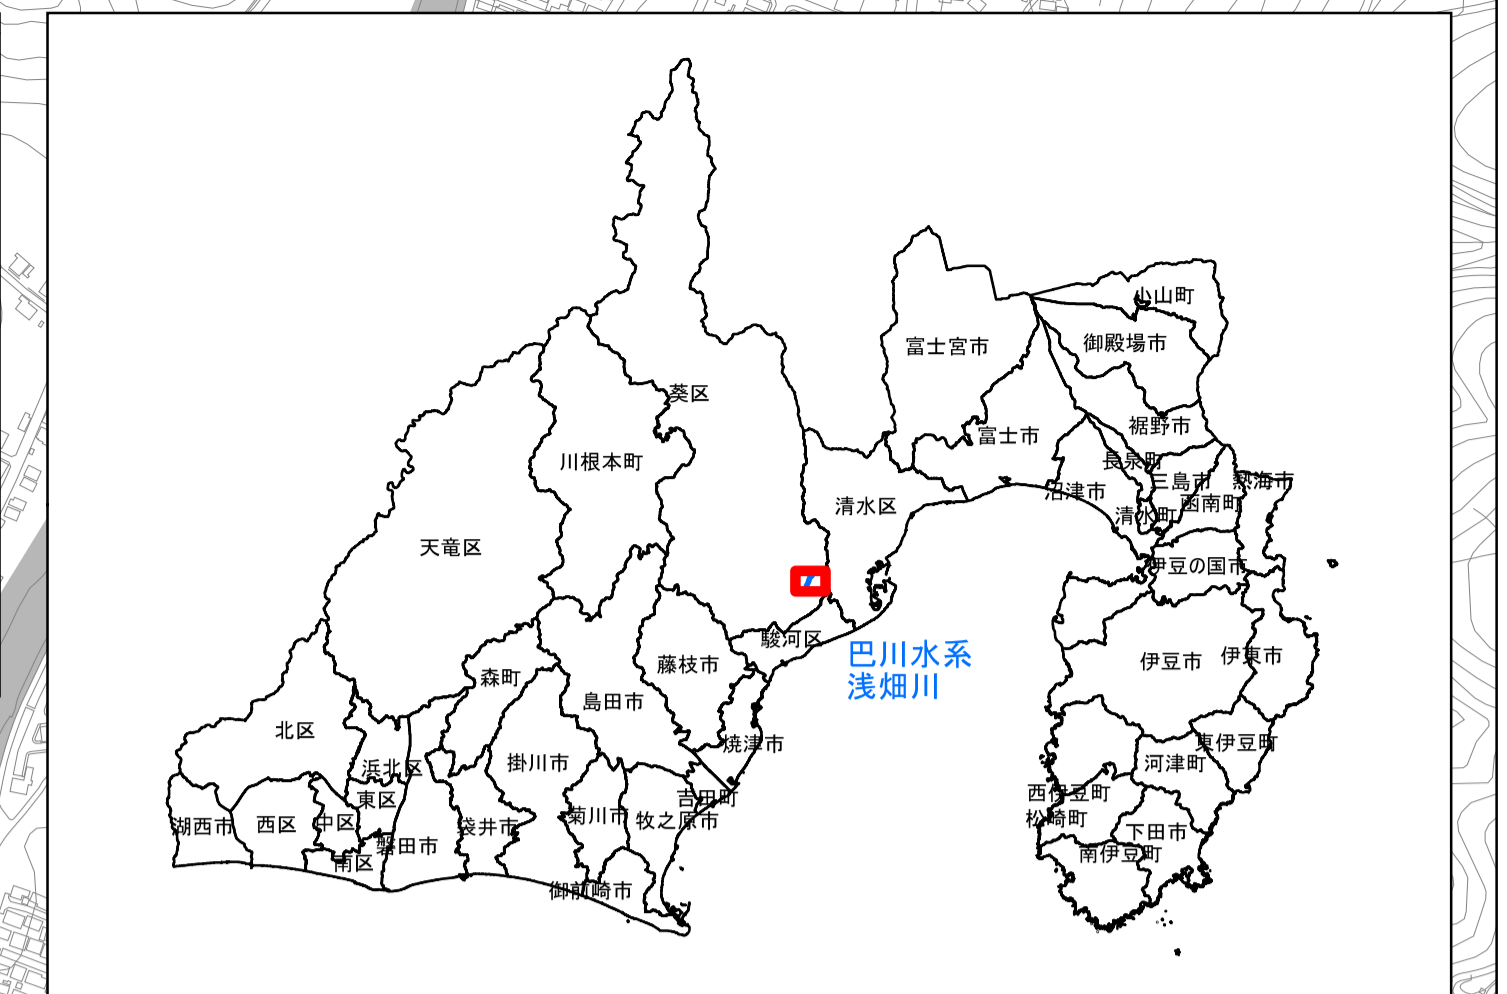 小山町
御殿場市
富士宮市
葵区
裾野市
富士市
長泉町
川根本町
三島市
熱海市
沼津市
函南町
清水区
清水町
天竜区
伊豆の国市
駿河区
巴川水系
浅畑川
藤枝市
伊豆市
伊東市
森町
島田市
北区
焼津市
東伊豆町
掛川市
河津町
浜北区
西伊豆町
東区
吉田町
湖西市
西区
中区
袋井市
菊川市
牧之原市
松崎町
下田市
磐田市
南伊豆町
南区
御前崎市